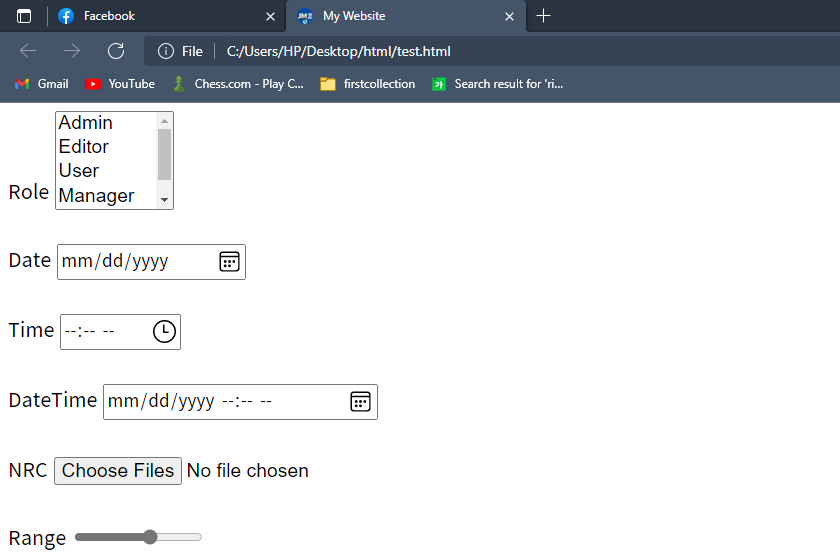 Facebook
JM2 My Website
File C:/Users/HP/Desktop/html/test.html
Gmail YouTube Chess.com - Play C... firstcollection Search result for 'ri...
Admin
Editor
User
Role Manager
Date mm/dd/yyyy
Time --:-- --
DateTime mm/dd/yyyy --:-- --
NRC Choose Files No file chosen
Range